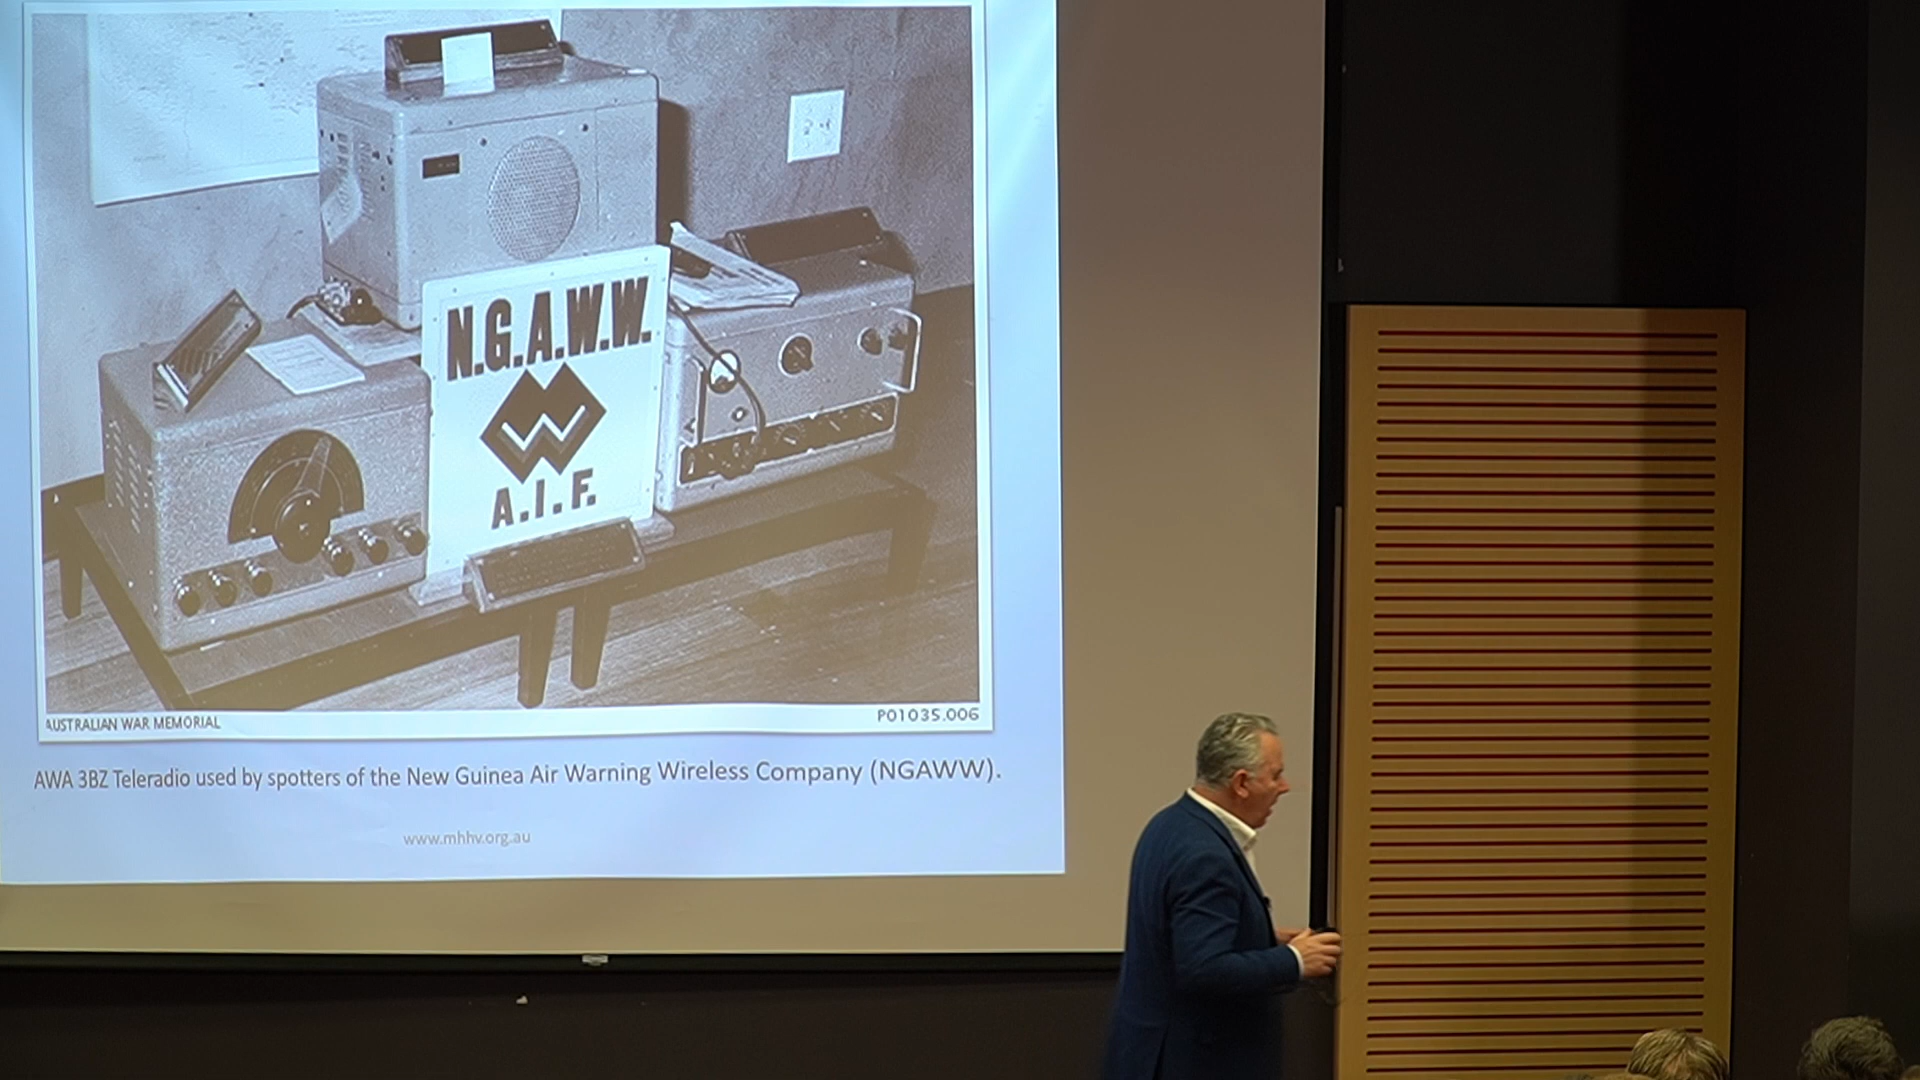 N.G.A.W.W.
A.I.F.
AUSTRALIAN WAR MEMORIAL
P01035.006
AWA 3BZ Teleradio used by spotters of the New Guinea Air Warning Wireless Company (NGAWW).
www.mhhv.org.au